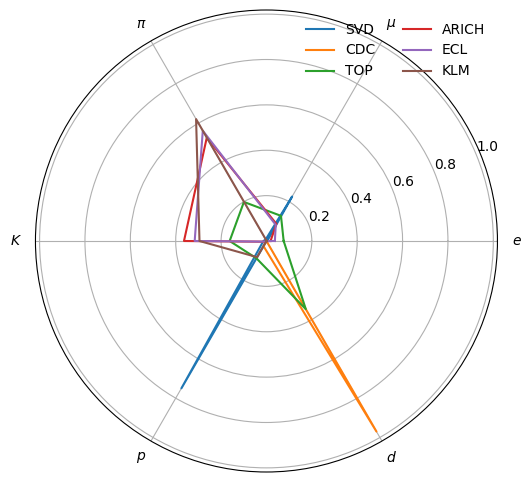 π
μ
SVD ARICH
CDC ECL
TOP KLM
1.0
0.8
0.6
0.4
0.2
K
e
p
d